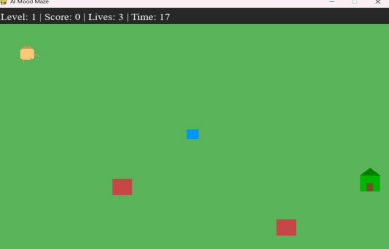 AI Mood Maze
Level: 1 | Score: 0 | Lives: 3 | Time: 17